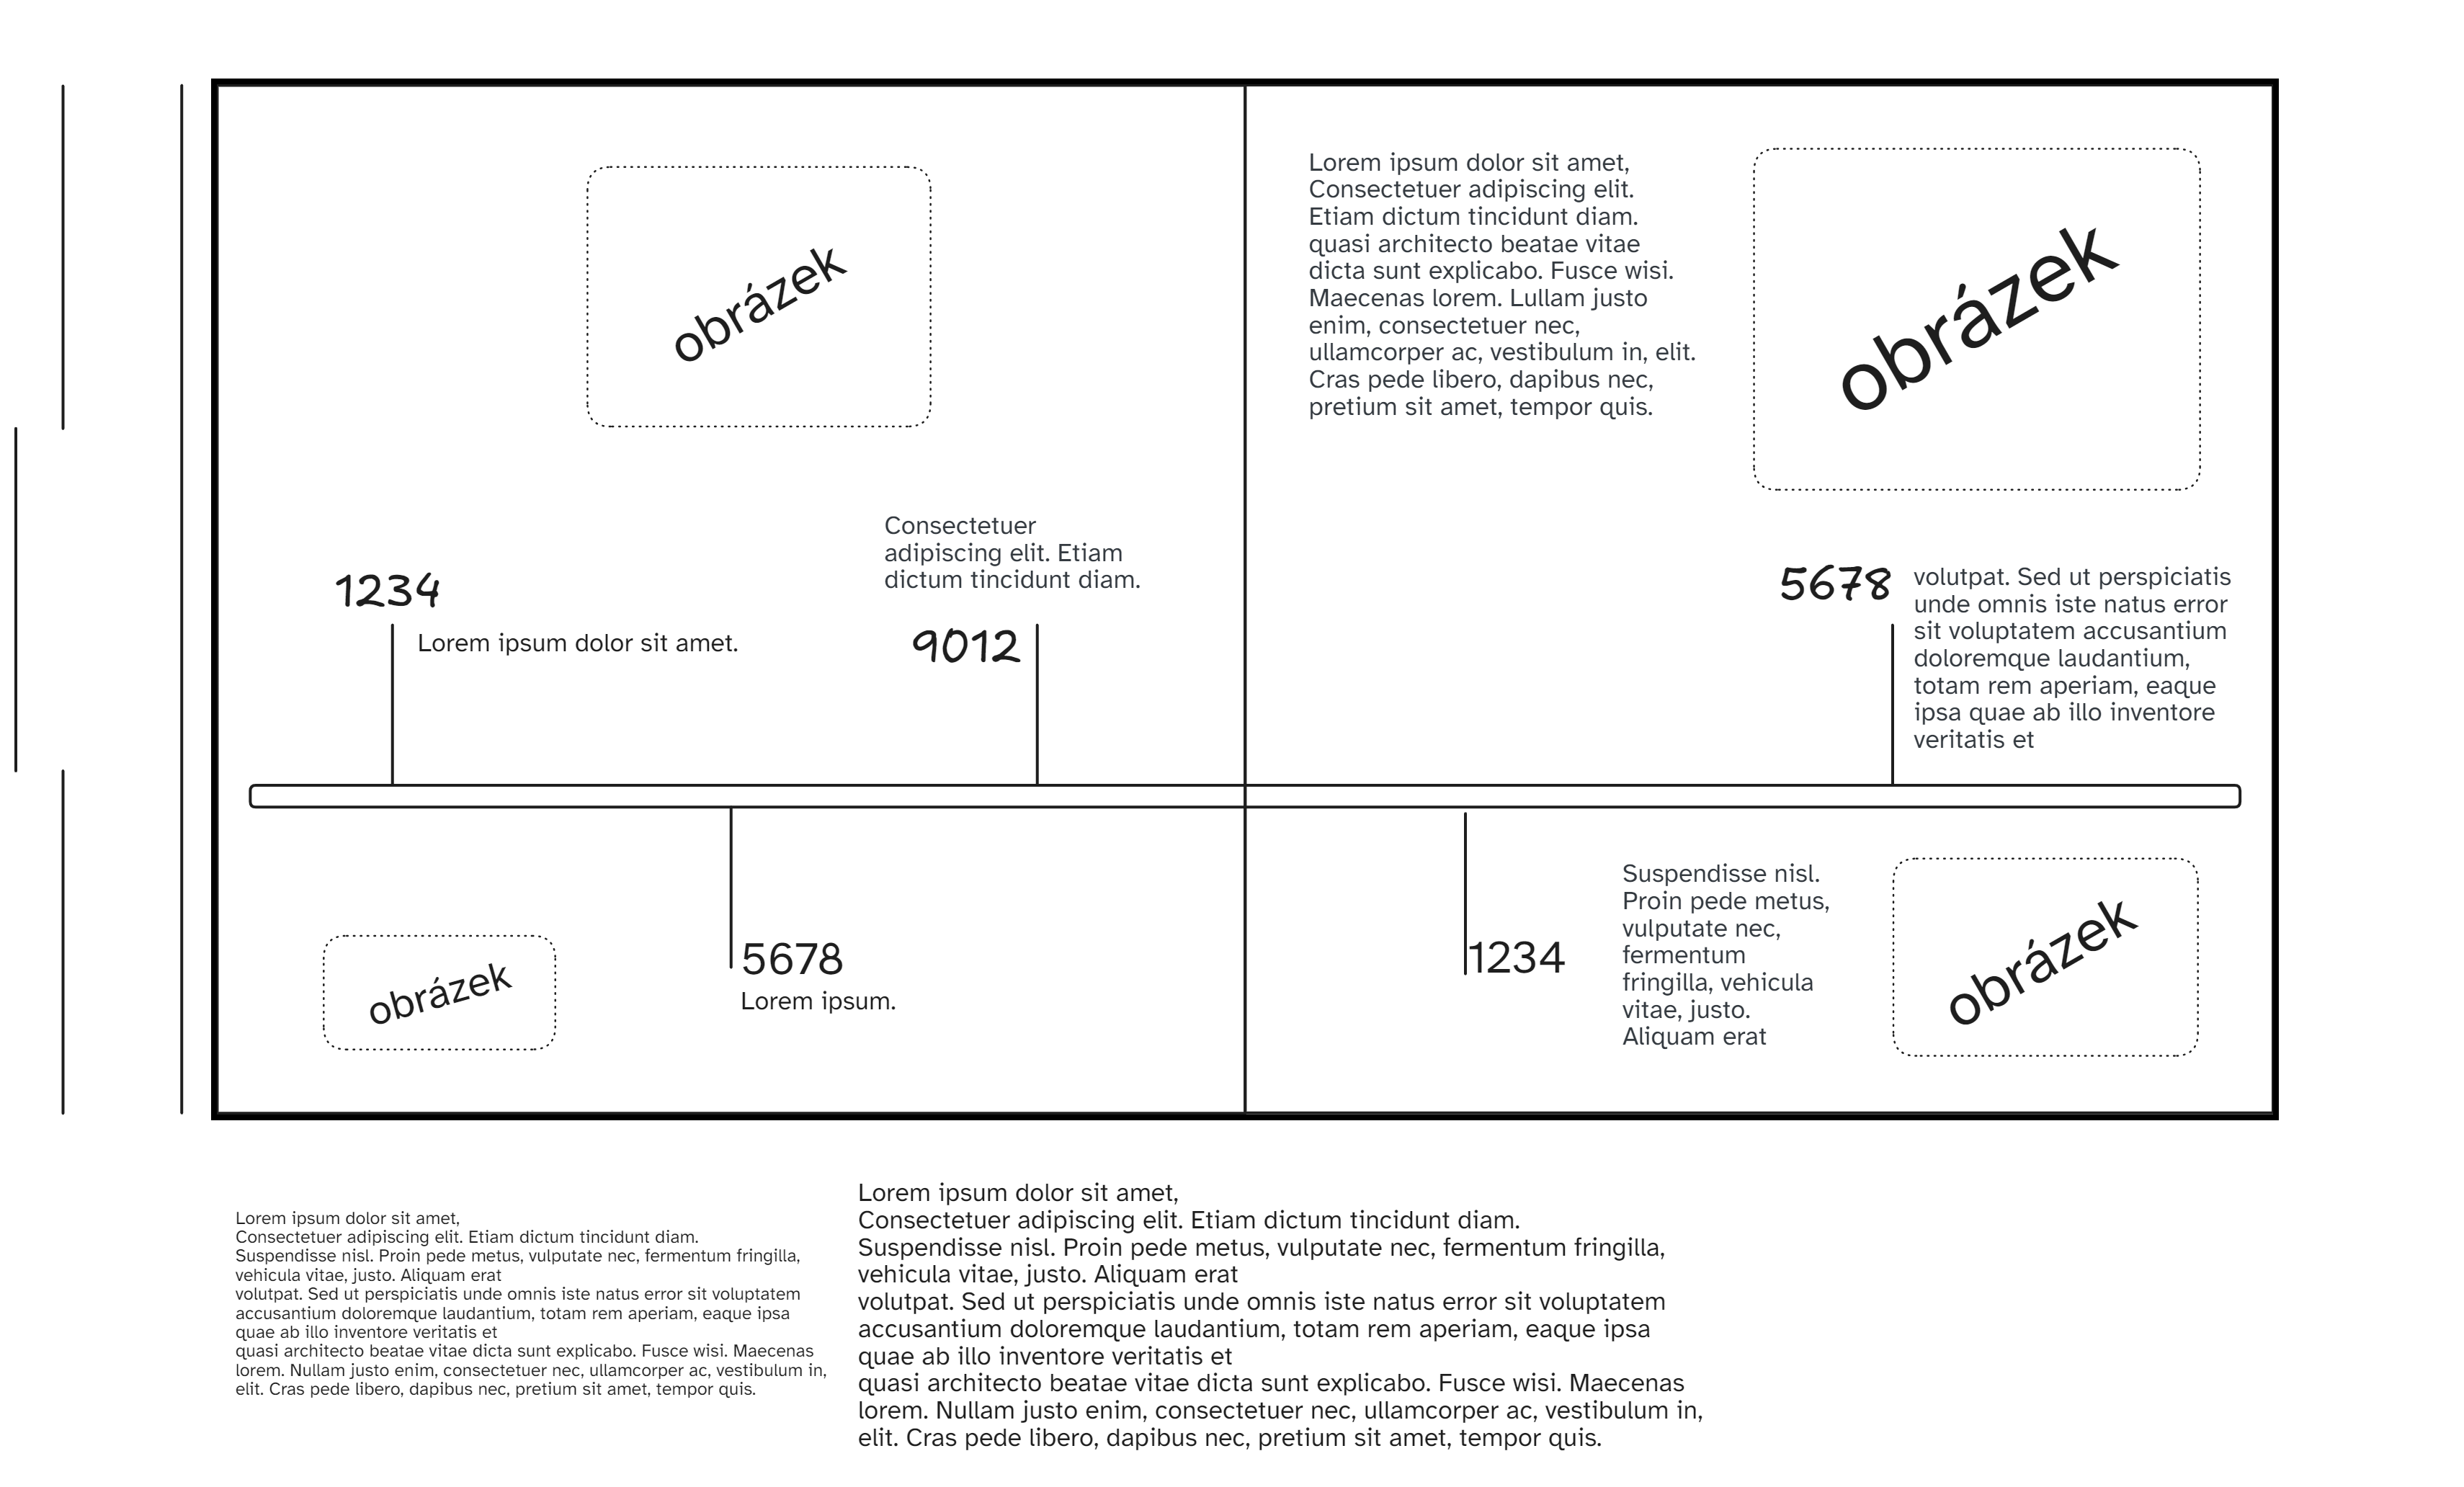 obrázek
1234
Lorem ipsum dolor sit amet.
Consectetuer
adipiscing elit. Etiam
dictum tincidunt diam.
9012
obrázek
5678
Lorem ipsum.
Lorem ipsum dolor sit amet,
Consectetuer adipiscing elit.
Etiam dictum tincidunt diam.
quasi architecto beatae vitae
dicta sunt explicabo. Fusce wisi.
Maecenas lorem. Lullam justo
enim, consectetuer nec,
ullamcorper ac, vestibulum in, elit.
Cras pede libero, dapibus nec,
pretium sit amet, tempor quis.
obrázek
5678
volutpat. Sed ut perspiciatis
unde omnis iste natus error
sit voluptatem accusantium
doloremque laudantium,
totam rem aperiam, eaque
ipsa quae ab illo inventore
veritatis et
1234
Suspendisse nisl.
Proin pede metus,
vulputate nec,
fermentum
fringilla, vehicula
vitae, justo.
Aliquam erat
obrázek
Lorem ipsum dolor sit amet,
Consectetuer adipiscing elit. Etiam dictum tincidunt diam.
Suspendisse nisl. Proin pede metus, vulputate nec, fermentum fringilla,
vehicula vitae, justo. Aliquam erat
volutpat. Sed ut perspiciatis unde omnis iste natus error sit voluptatem
accusantium doloremque laudantium, totam rem aperiam, eaque ipsa
quae ab illo inventore veritatis et
quasi architecto beatae vitae dicta sunt explicabo. Fusce wisi. Maecenas
lorem. Nullam justo enim, consectetuer nec, ullamcorper ac, vestibulum in,
elit. Cras pede libero, dapibus nec, pretium sit amet, tempor quis.
Lorem ipsum dolor sit amet,
Consectetuer adipiscing elit. Etiam dictum tincidunt diam.
Suspendisse nisl. Proin pede metus, vulputate nec, fermentum fringilla,
vehicula vitae, justo. Aliquam erat
volutpat. Sed ut perspiciatis unde omnis iste natus error sit voluptatem
accusantium doloremque laudantium, totam rem aperiam, eaque ipsa
quae ab illo inventore veritatis et
quasi architecto beatae vitae dicta sunt explicabo. Fusce wisi. Maecenas
lorem. Nullam justo enim, consectetuer nec, ullamcorper ac, vestibulum in,
elit. Cras pede libero, dapibus nec, pretium sit amet, tempor quis.